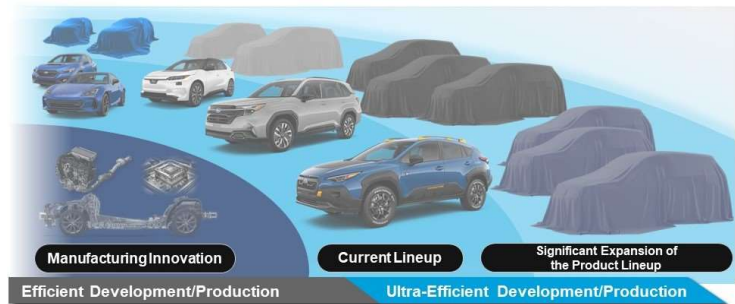 Manufacturing Innovation
Current Lineup
Significant Expansion of
the Product Lineup
Efficient Development/Production
Ultra-Efficient Development/Production